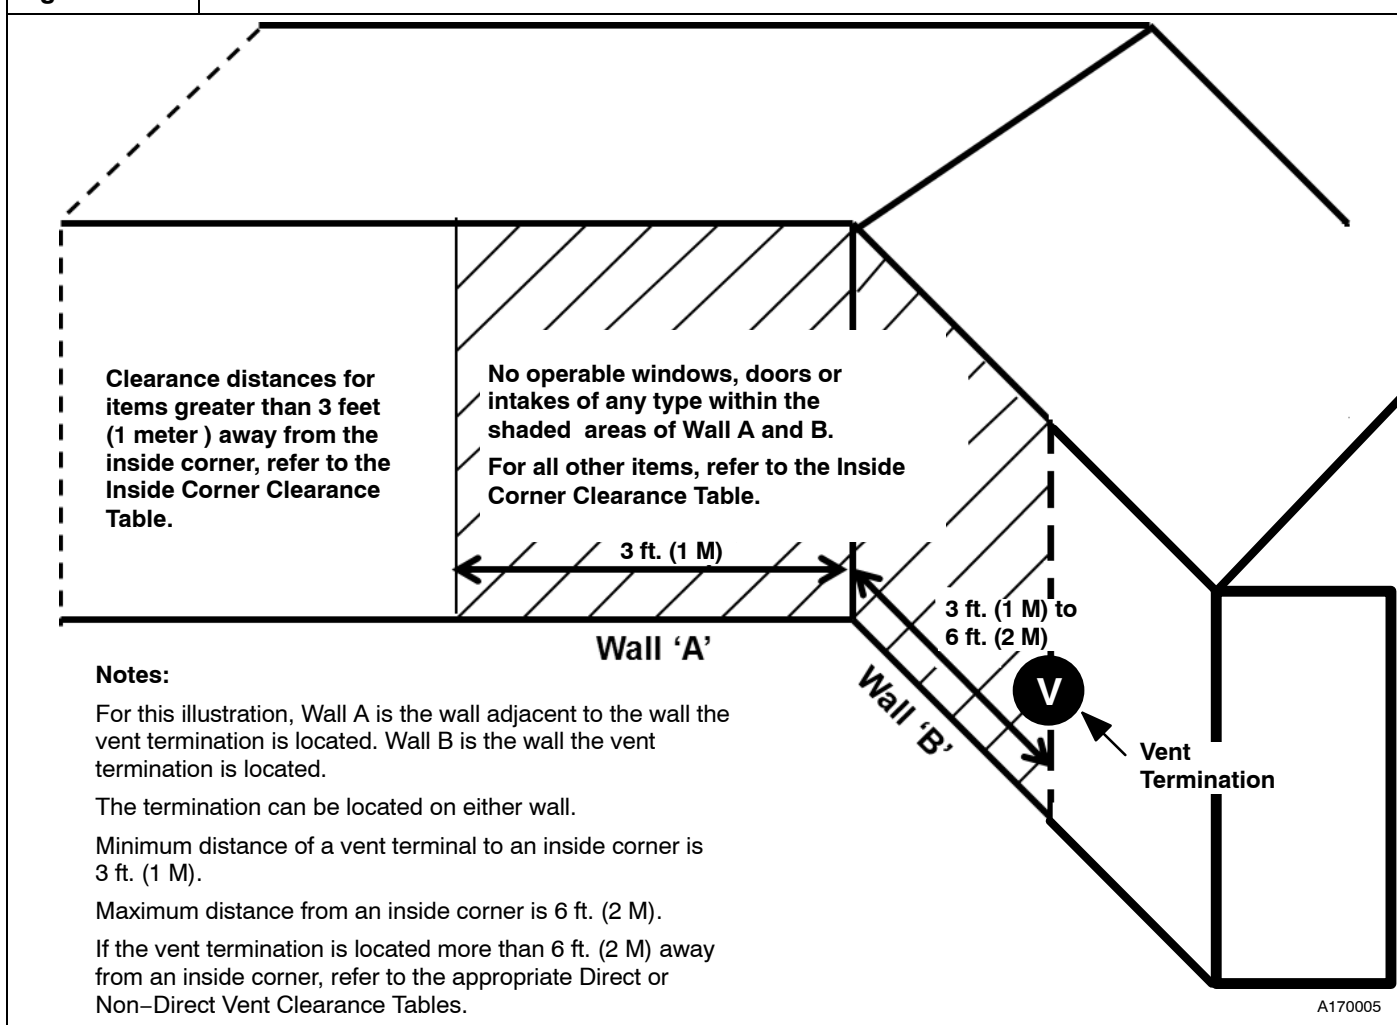 Clearance distances for
items greater than 3 feet
(1 meter ) away from the
inside corner, refer to the
Inside Corner Clearance
Table.
No operable windows, doors or
intakes of any type within the
shaded areas of Wall A and B.
For all other items, refer to the Inside
Corner Clearance Table.
3 ft. (1 M)
3 ft. (1 M) to
6 ft. (2 M)
Wall ‘A’
Wall ‘B’
V
Vent
Termination
Notes:
For this illustration, Wall A is the wall adjacent to the wall the
vent termination is located. Wall B is the wall the vent
termination is located.
The termination can be located on either wall.
Minimum distance of a vent terminal to an inside corner is
3 ft. (1 M).
Maximum distance from an inside corner is 6 ft. (2 M).
If the vent termination is located more than 6 ft. (2 M) away
from an inside corner, refer to the appropriate Direct or
Non−Direct Vent Clearance Tables.
A170005